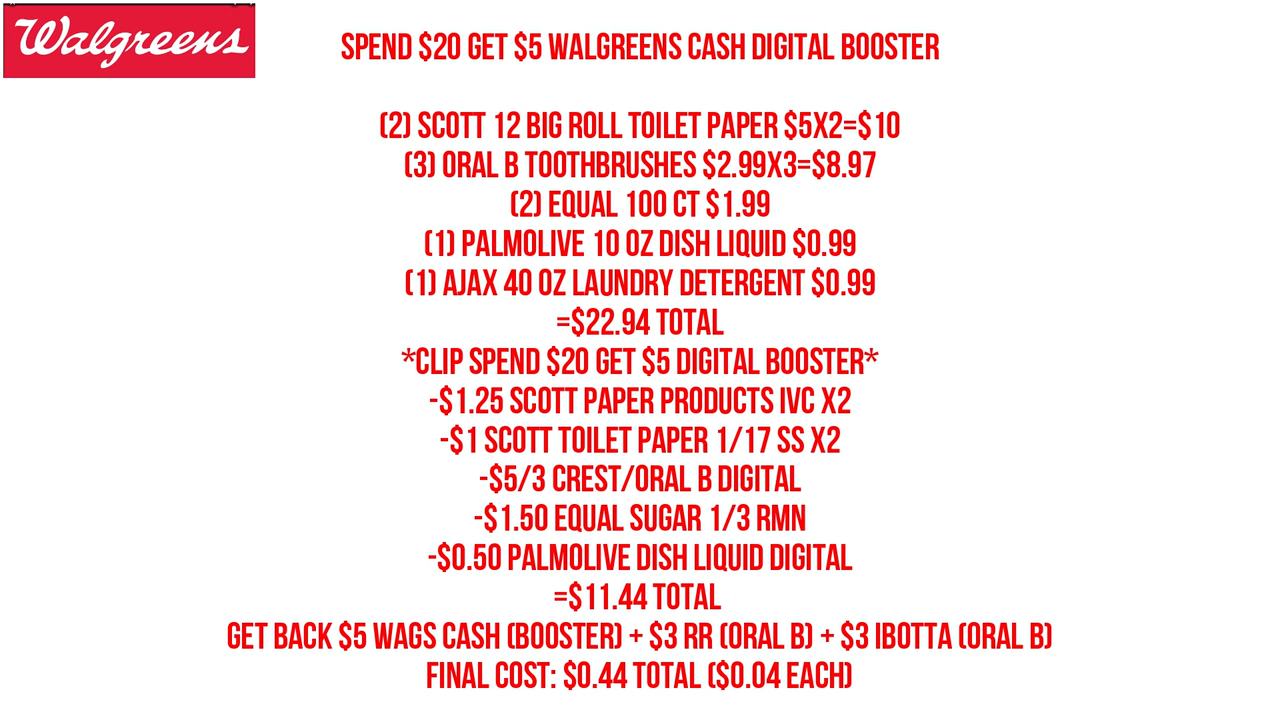 Walgreens
SPEND $20 GET $5 WALGREENS CASH DIGITAL BOOSTER
(2) SCOTT 12 BIG ROLL TOILET PAPER $5X2=$10
(3) ORAL B TOOTHBRUSHES $2.99X3=$8.97
(2) EQUAL 100 CT $1.99
(1) PALMOLIVE 10 OZ DISH LIQUID $0.99
(1) AJAX 40 OZ LAUNDRY DETERGENT $0.99
=$22.94 TOTAL
*CLIP SPEND $20 GET $5 DIGITAL BOOSTER*
-$1.25 SCOTT PAPER PRODUCTS IVC X2
-$1 SCOTT TOILET PAPER 1/17 SS X2
-$5/3 CREST/ORAL B DIGITAL
-$1.50 EQUAL SUGAR 1/3 RMN
-$0.50 PALMOLIVE DISH LIQUID DIGITAL
=$11.44 TOTAL
GET BACK $5 WAGS CASH (BOOSTER) + $3 RR (ORAL B) + $3 IBOTTA (ORAL B)
FINAL COST: $0.44 TOTAL ($0.04 EACH)